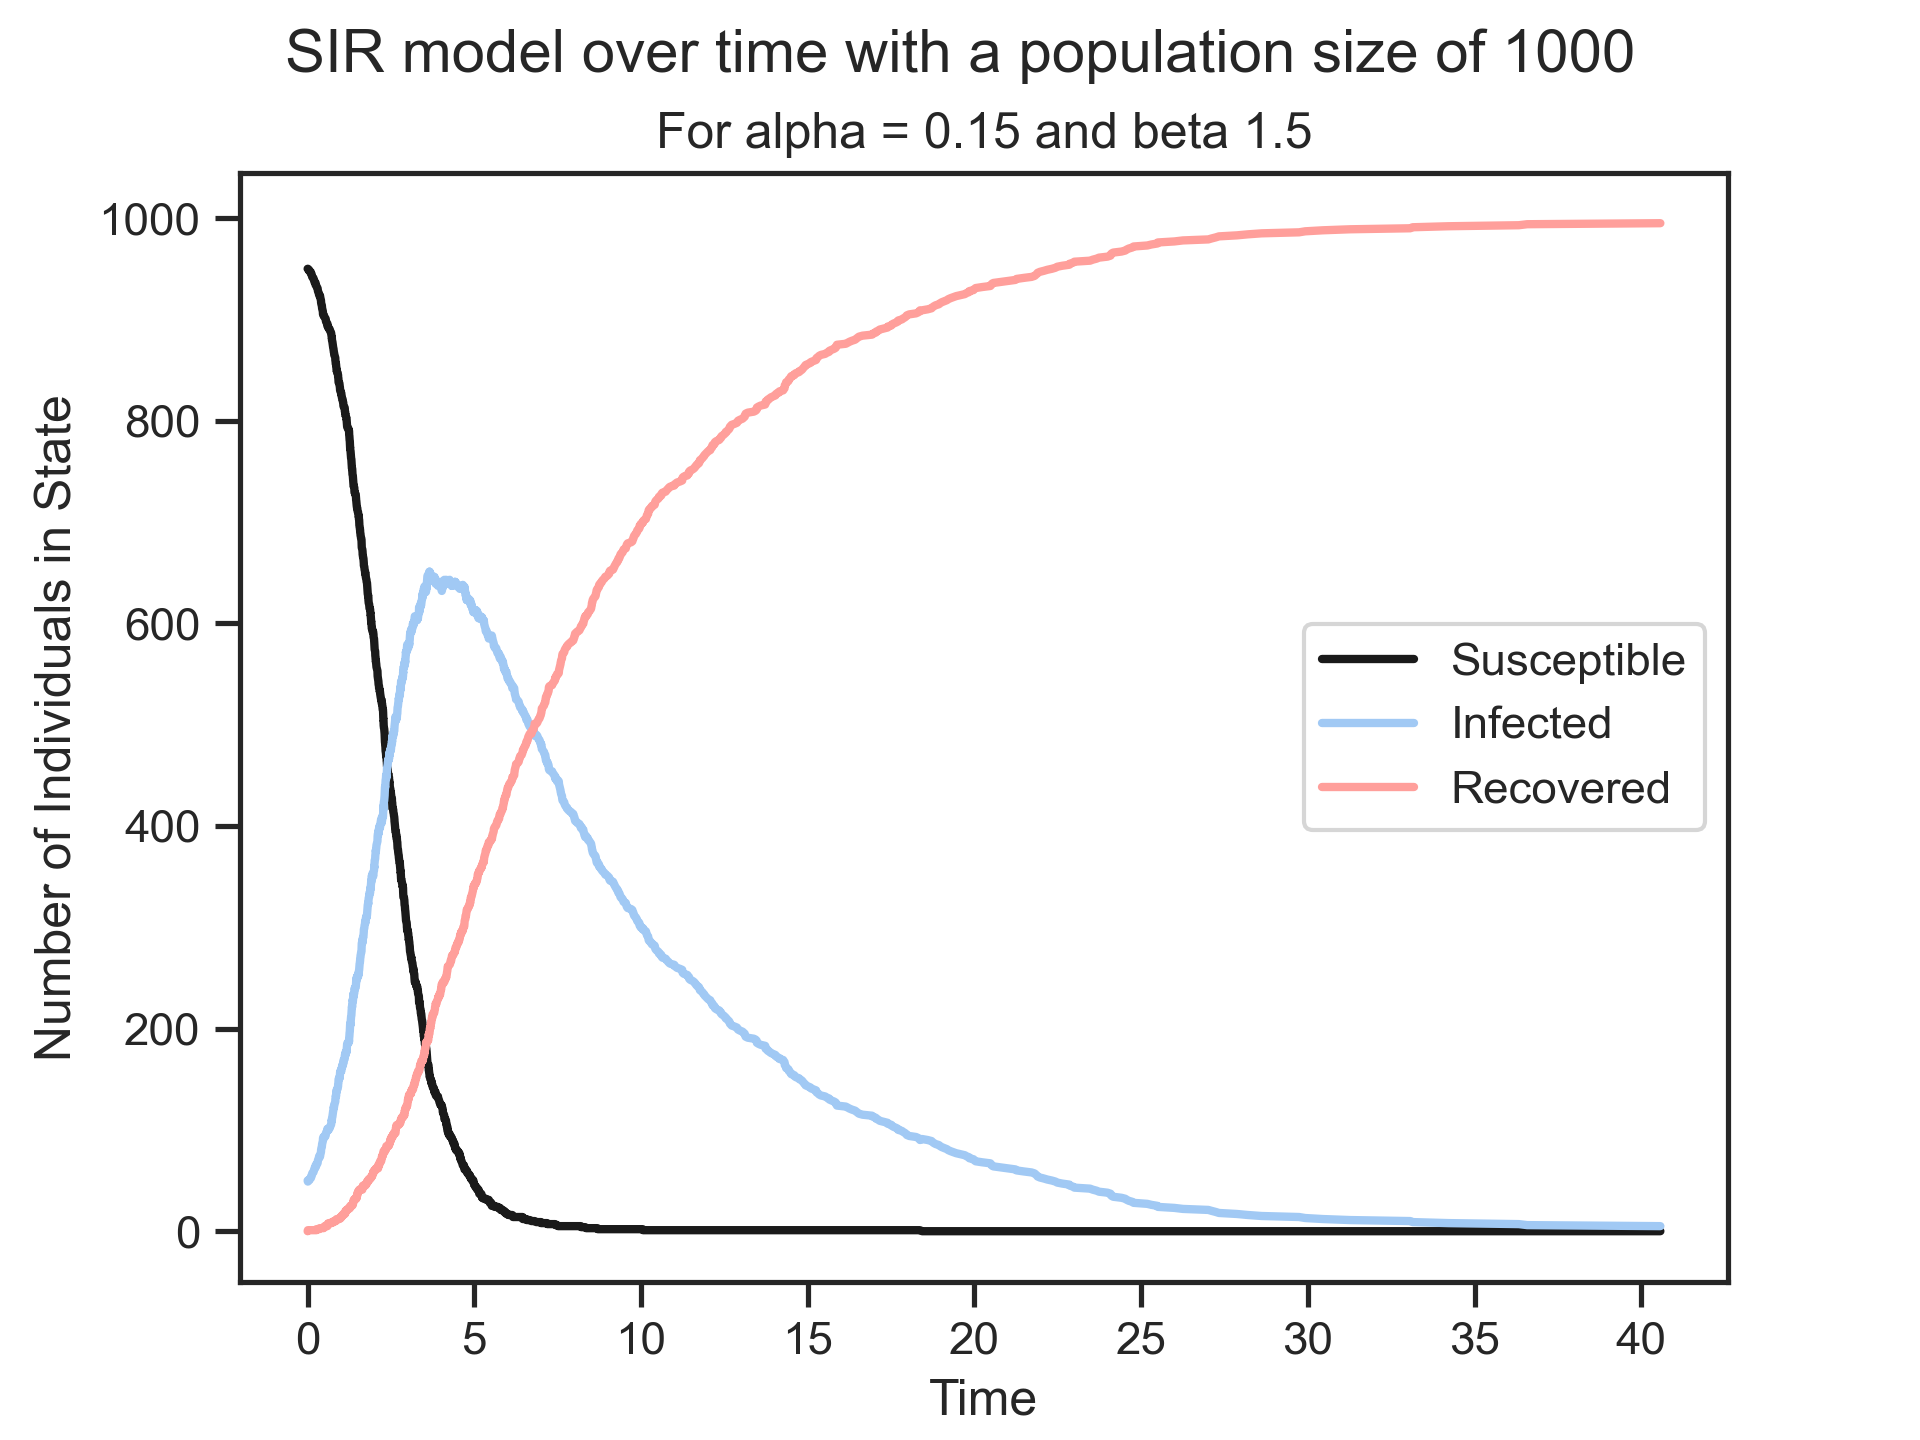 SIR model over time with a population size of 1000
For alpha = 0.15 and beta 1.5
Number of Individuals in State
1000
800
600
400
200
0
Susceptible
Infected
Recovered
0 5 10 15 20 25 30 35 40
Time